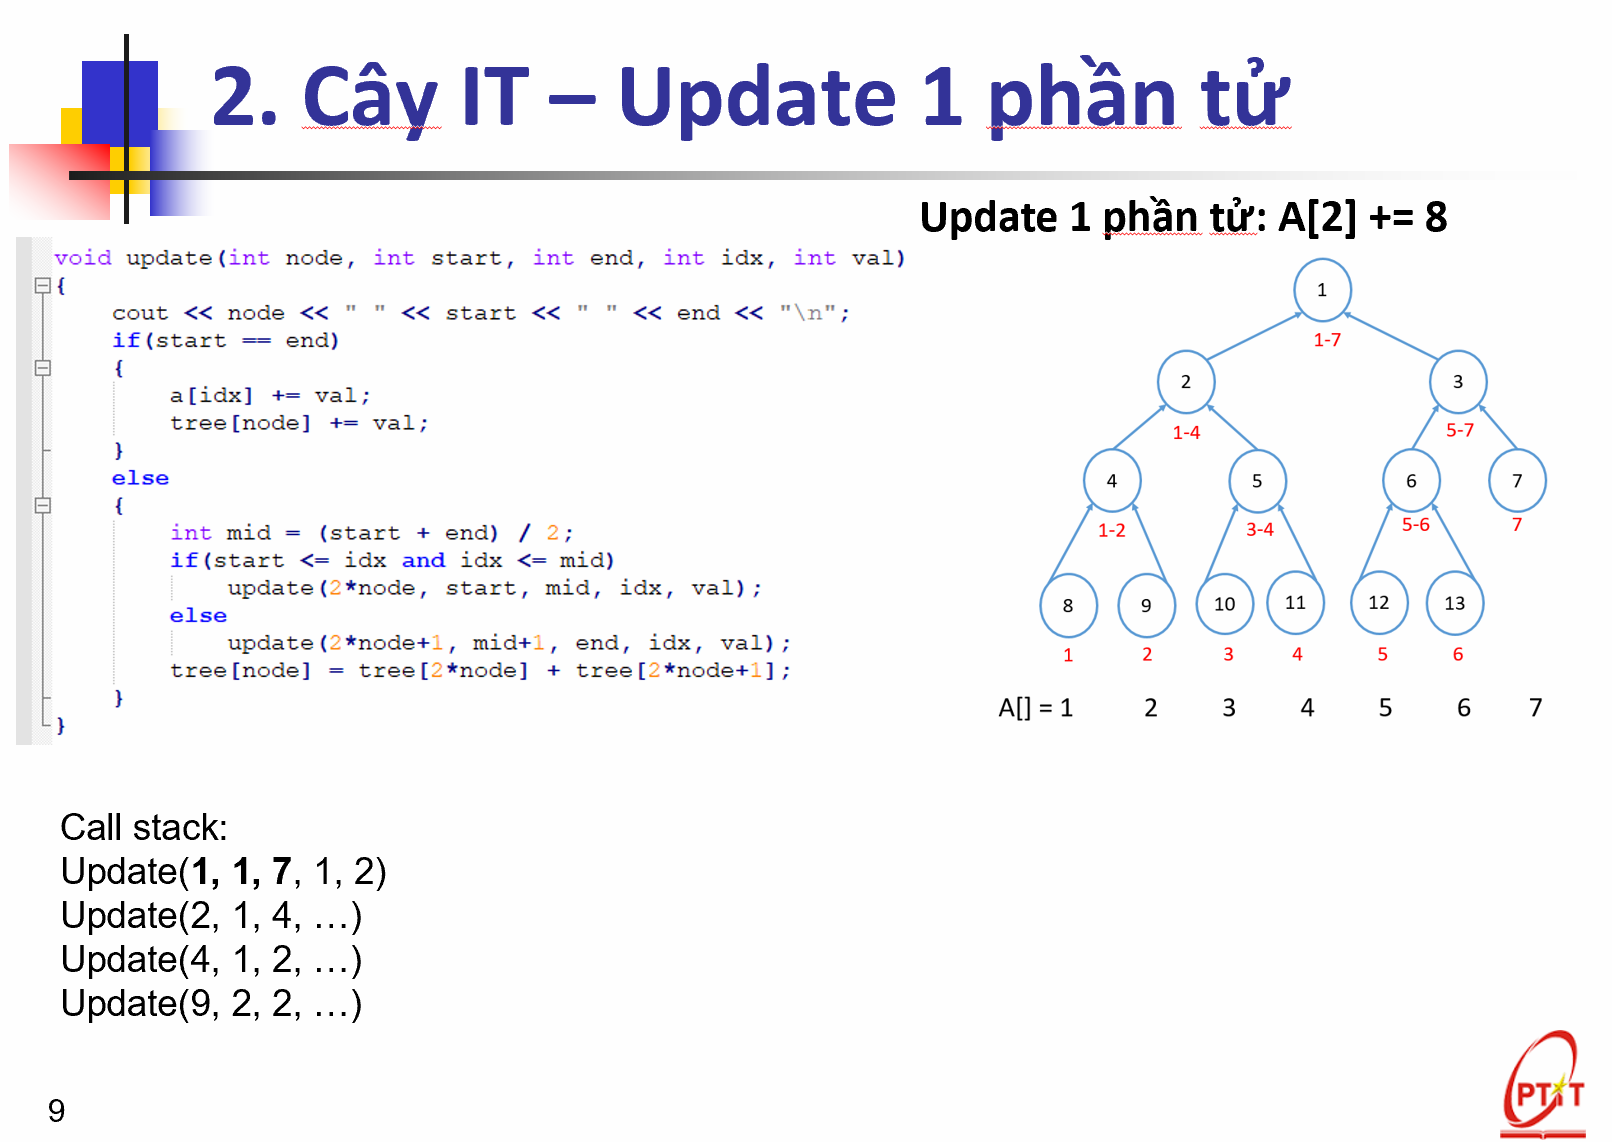 2. Cây IT – Update 1 phần tử
Update 1 phần tử: A[2] += 8
void update(int node, int start, int end, int idx, int val)
{
cout << node << " " << start << " " << end << "\n";
if(start == end)
{
a[idx] += val;
tree[node] += val;
}
else
{
int mid = (start + end) / 2;
if(start <= idx and idx <= mid)
update(2*node, start, mid, idx, val);
else
update(2*node+1, mid+1, end, idx, val);
tree[node] = tree[2*node] + tree[2*node+1];
}
}
1
1-7
2 3
1-4 5-7
4 5 6 7
1-2 3-4 5-6 7
8 9 10 11 12 13
1 2 3 4 5 6
A[] = 1 2 3 4 5 6 7
Call stack:
Update(1, 1, 7, 1, 2)
Update(2, 1, 4, …)
Update(4, 1, 2, …)
Update(9, 2, 2, …)
9
PTIT